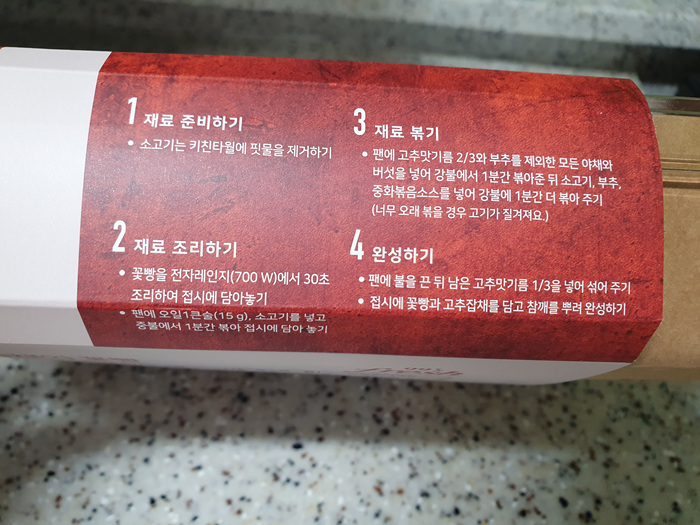 1 재료 준비하기
• 소고기는 키친타월에 핏물을 제거하기
2 재료 조리하기
• 꽃빵을 전자레인지(700 W)에서 30초
조리하여 접시에 담아놓기
• 팬에 오일1큰술(15 g), 소고기를 넣고
중불에서 1분간 볶아 접시에 담아 놓기
3 재료 볶기
• 팬에 고추맛기름 2/3와 부추를 제외한 모든 야채와
버섯을 넣어 강불에서 1분간 볶아준 뒤 소고기, 부추,
중화볶음소스를 넣어 강불에 1분간 더 볶아 주기
(너무 오래 볶을 경우 고기가 질겨져요.)
4 완성하기
• 팬에 불을 끈 뒤 남은 고추맛기름 1/3을 넣어 섞어 주기
• 접시에 꽃빵과 고추잡채를 담고 참깨를 뿌려 완성하기